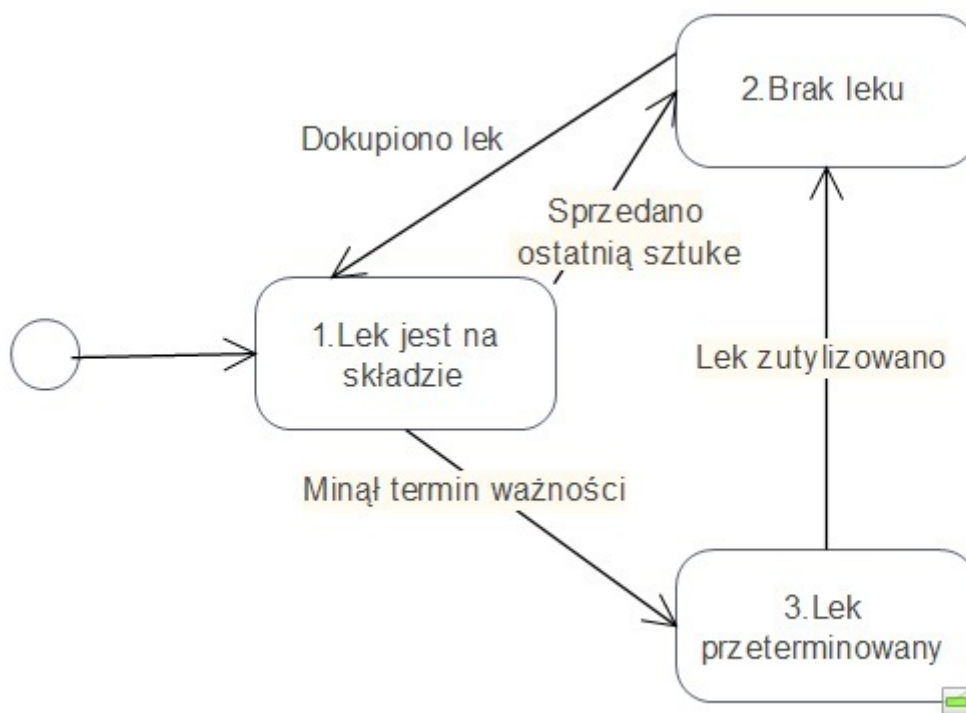 2.Brak leku
Dokupiono lek
Sprzedano
ostatnią sztuke
1.Lek jest na
składzie
Lek zutylizowano
Minął termin ważności
3.Lek
przeterminowany